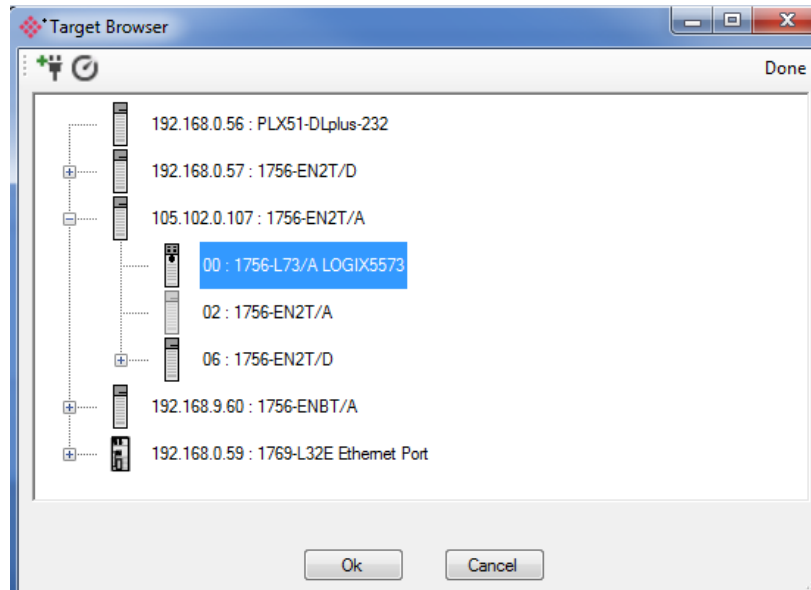 Target Browser
Done
192.168.0.56 : PLX51-DLplus-232
192.168.0.57 : 1756-EN2T/D
105.102.0.107 : 1756-EN2T/A
00 : 1756-L73/A LOGIX5573
02 : 1756-EN2T/A
06 : 1756-EN2T/D
192.168.9.60 : 1756-ENBT/A
192.168.0.59 : 1769-L32E Ethernet Port
Ok Cancel